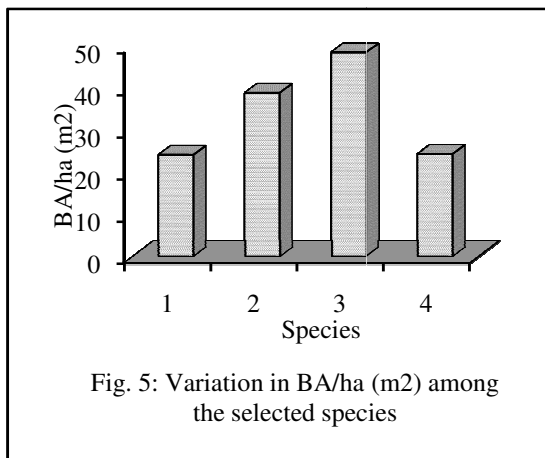 50
40
30
20
10
0
BA/ha (m2)
1 2 3 4
Species
Fig. 5: Variation in BA/ha (m2) among
the selected species